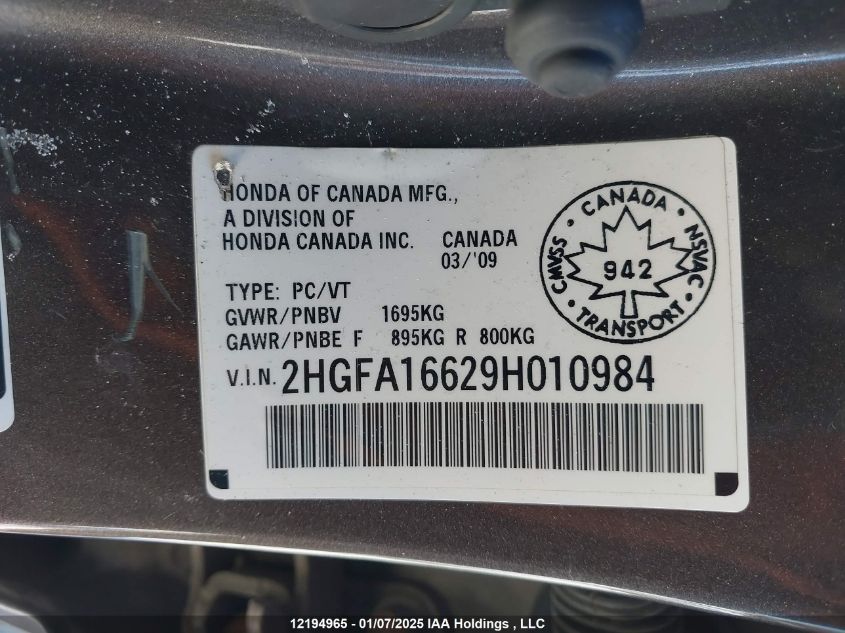 HONDA OF CANADA MFG.,
A DIVISION OF
HONDA CANADA INC. CANADA
03/'09
TYPE: PC/VT
GVWR/PNBV 1695KG
GAWR/PNBE F 895KG R 800KG
V.I.N. 2HGFA16629H010984
• CANADA •
CMVSS
942
NSVAC
• TRANSPORT •
12194965 - 01/07/2025 IAA Holdings , LLC